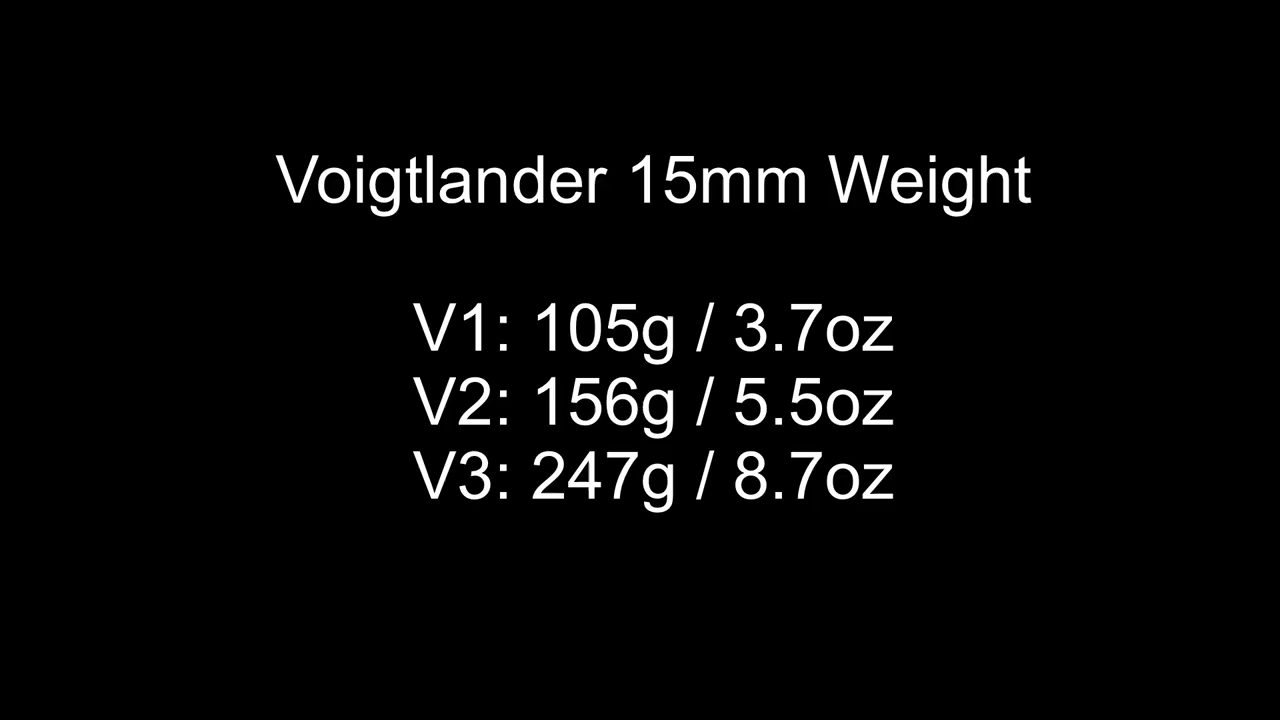 Voigtlander 15mm Weight
V1: 105g / 3.7oz
V2: 156g / 5.5oz
V3: 247g / 8.7oz